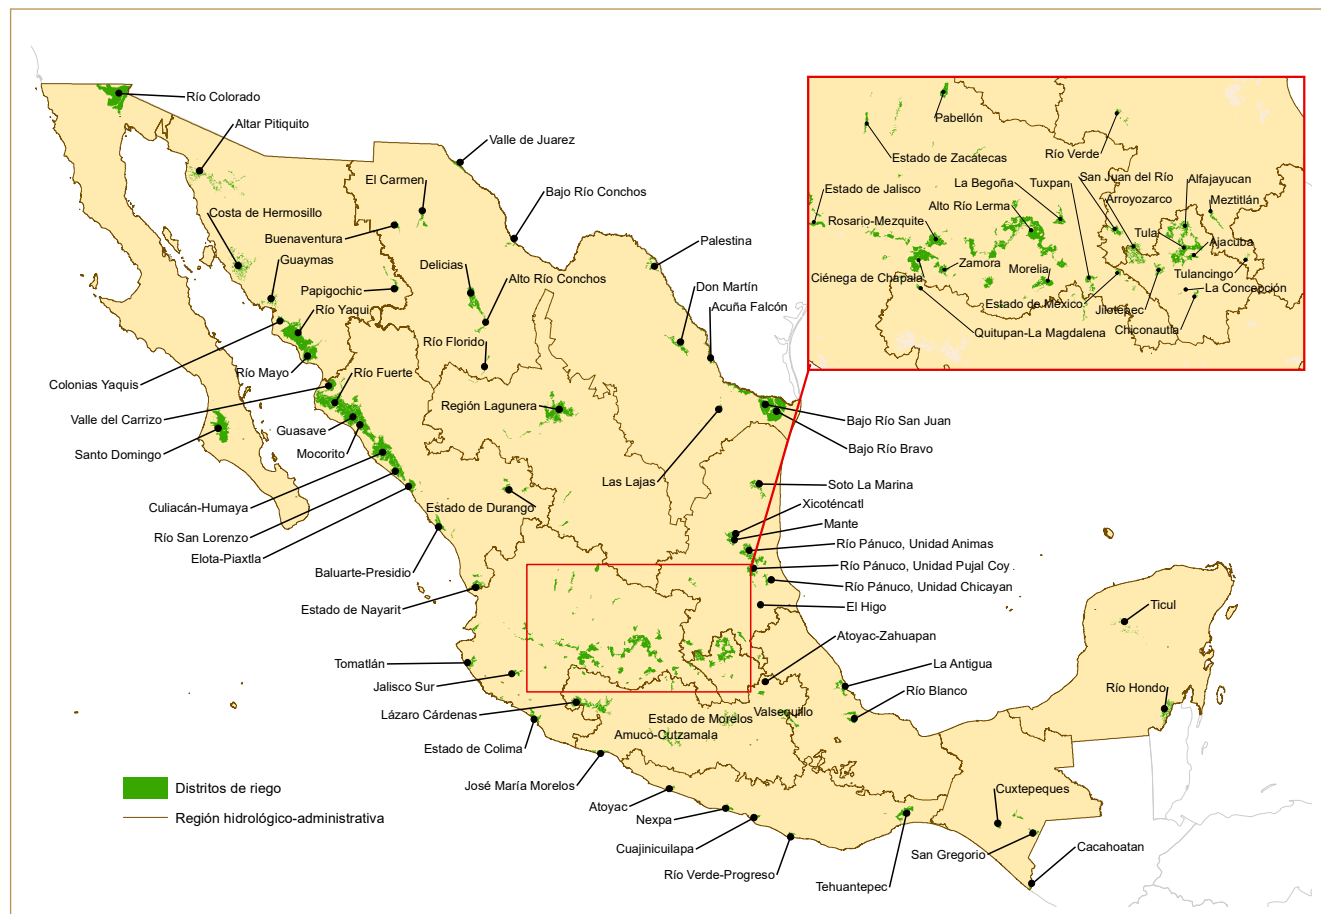 Río Colorado
Altar Pitiquito
Valle de Juarez
El Carmen
Bajo Río Conchos
Costa de Hermosillo
Buenaventura
Guaymas
Palestina
Delicias
Alto Río Conchos
Papigochic
Don Martín
Río Yaqui
Acuña Falcón
Río Florido
Río Mayo
Río Fuerte
Colonias Yaquis
Valle del Carrizo
Región Lagunera
Guasave
Bajo Río San Juan
Santo Domingo
Mocorito
Bajo Río Bravo
Las Lajas
Soto La Marina
Culiacán-Humaya
Estado de Durango
Xicoténcatl
Río San Lorenzo
Mante
Elota-Piaxtla
Río Pánuco, Unidad Animas
Baluarte-Presidio
Río Pánuco, Unidad Pujal Coy .
Río Pánuco, Unidad Chicayan
Estado de Nayarit
El Higo
Ticul
Atoyac-Zahuapan
Tomatlán
La Antigua
Jalisco Sur
Río Hondo
Río Blanco
Lázaro Cárdenas
Estado de Morelos
Valsequillo
Amuco-Cutzamala
Estado de Colima
José María Morelos
Cuxtepeques
Atoyac
Nexpa
Cuajinicuilapa
San Gregorio
Cacahoatan
Río Verde-Progreso
Tehuantepec
Distritos de riego
Región hidrológico-administrativa
Pabellón
Estado de Zacatecas
Río Verde
San Juan del Río
La Begoña
Tuxpan
Alfajayucan
Estado de Jalisco
Arroyozarco
Meztitlán
Alto Río Lerma
Rosario-Mezquite
Tula
Ajacuba
Zamora
Morelia
Tulancingo
Ciénega de Chapala
La Concepción
Estado de México
Jilotepec
Quitupan-La Magdalena
Chiconautla